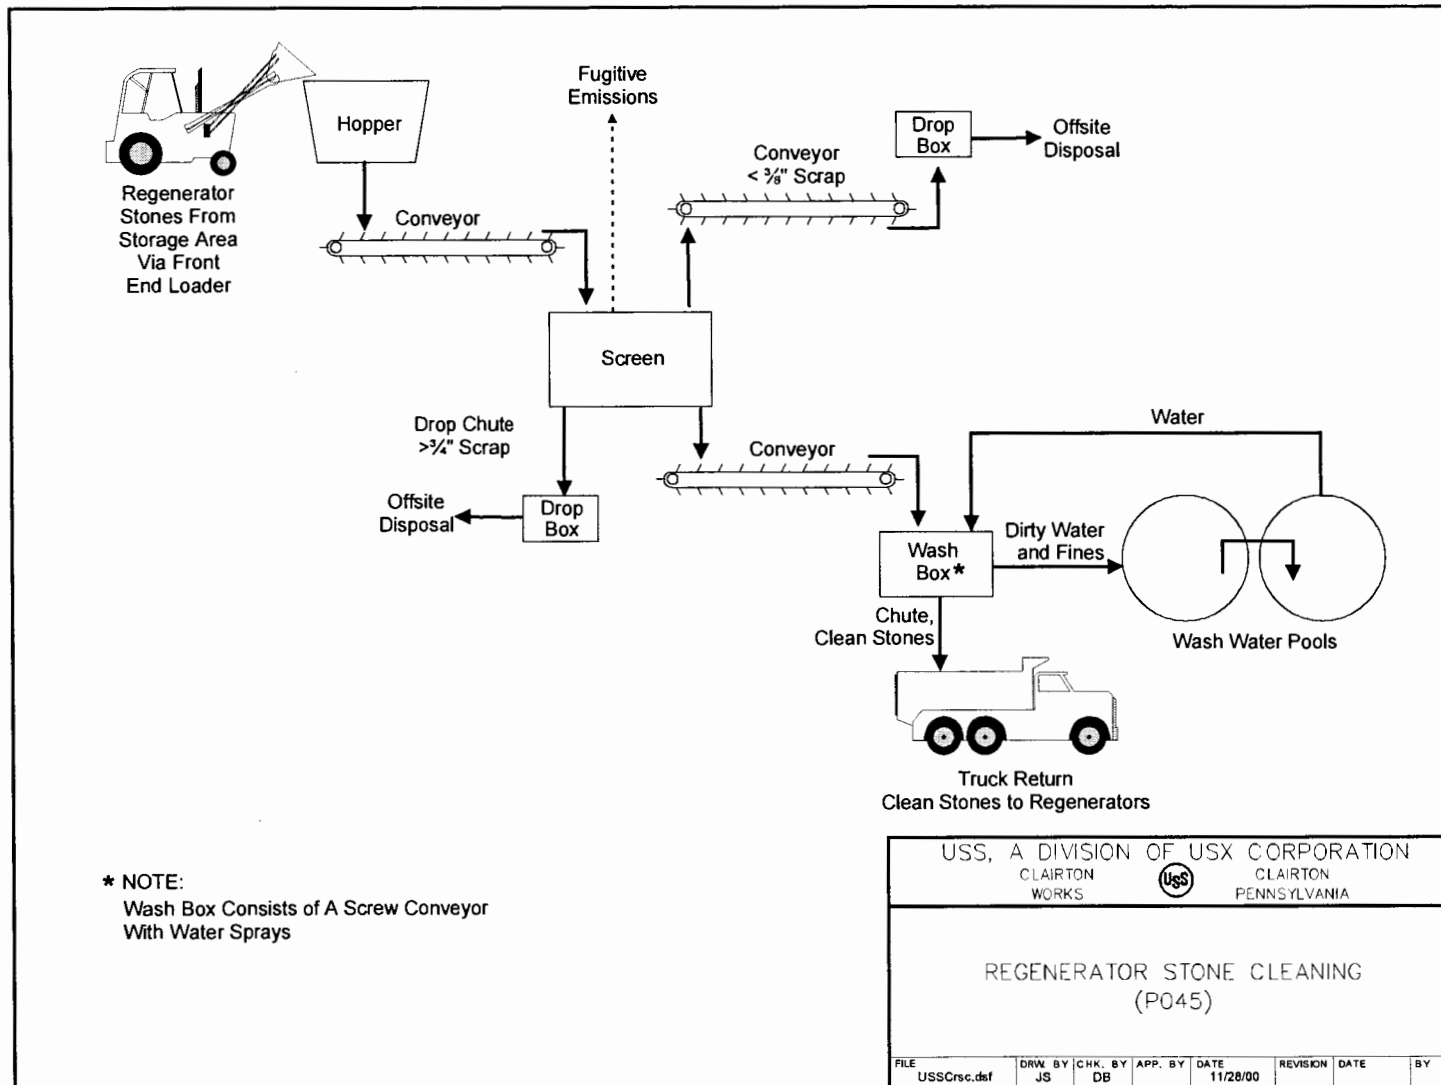 Regenerator
Stones From
Storage Area
Via Front
End Loader
Hopper
Conveyor
Fugitive
Emissions
Conveyor
< ⅜" Scrap
Drop
Box
Offsite
Disposal
Screen
Drop Chute
>¾" Scrap
Offsite
Disposal
Drop
Box
Conveyor
Water
Wash
Box*
Dirty Water
and Fines
Wash Water Pools
Chute,
Clean Stones
Truck Return
Clean Stones to Regenerators
* NOTE:
Wash Box Consists of A Screw Conveyor
With Water Sprays
USS, A DIVISION OF USX CORPORATION
CLAIRTON
WORKS
USS
CLAIRTON
PENNSYLVANIA
REGENERATOR STONE CLEANING
(P045)
FILE
USSCrsc.dsf
DRW. BY
JS
CHK. BY
DB
APP. BY
DATE
11/28/00
REVISION
DATE
BY